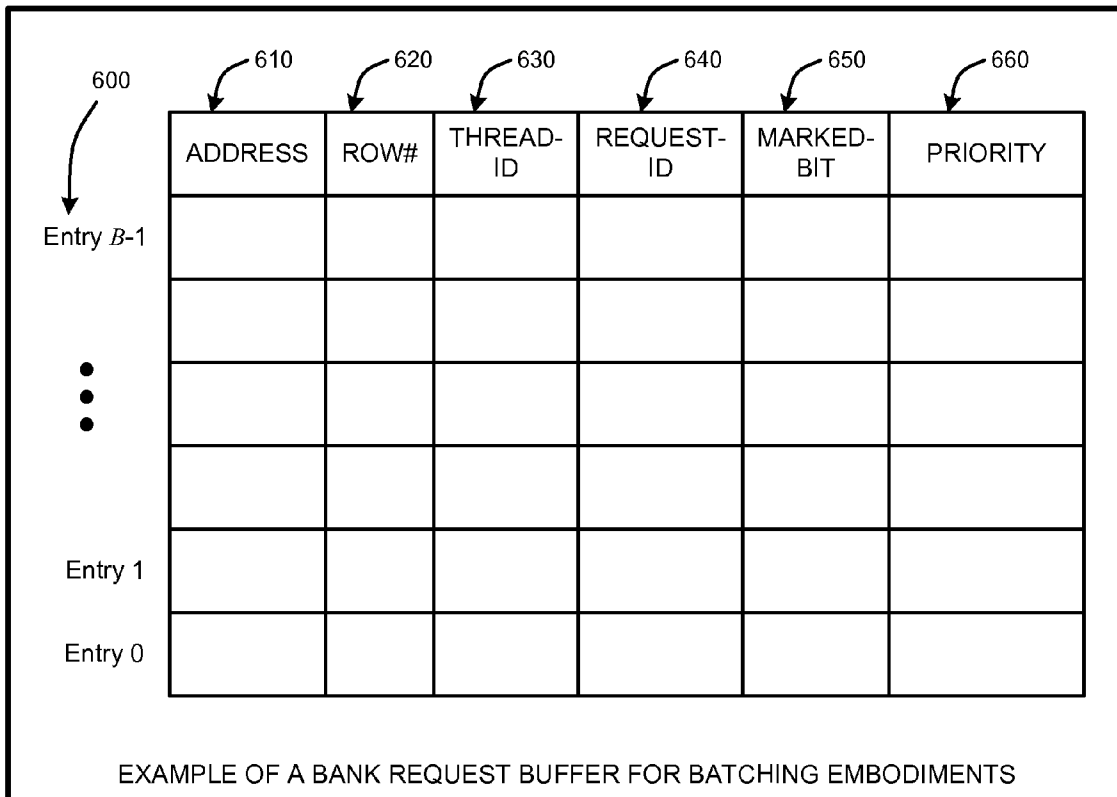 600
610
620
630
640
650
660
ADDRESS
ROW#
THREAD-
ID
REQUEST-
ID
MARKED-
BIT
PRIORITY
Entry B-1
Entry 1
Entry 0
EXAMPLE OF A BANK REQUEST BUFFER FOR BATCHING EMBODIMENTS